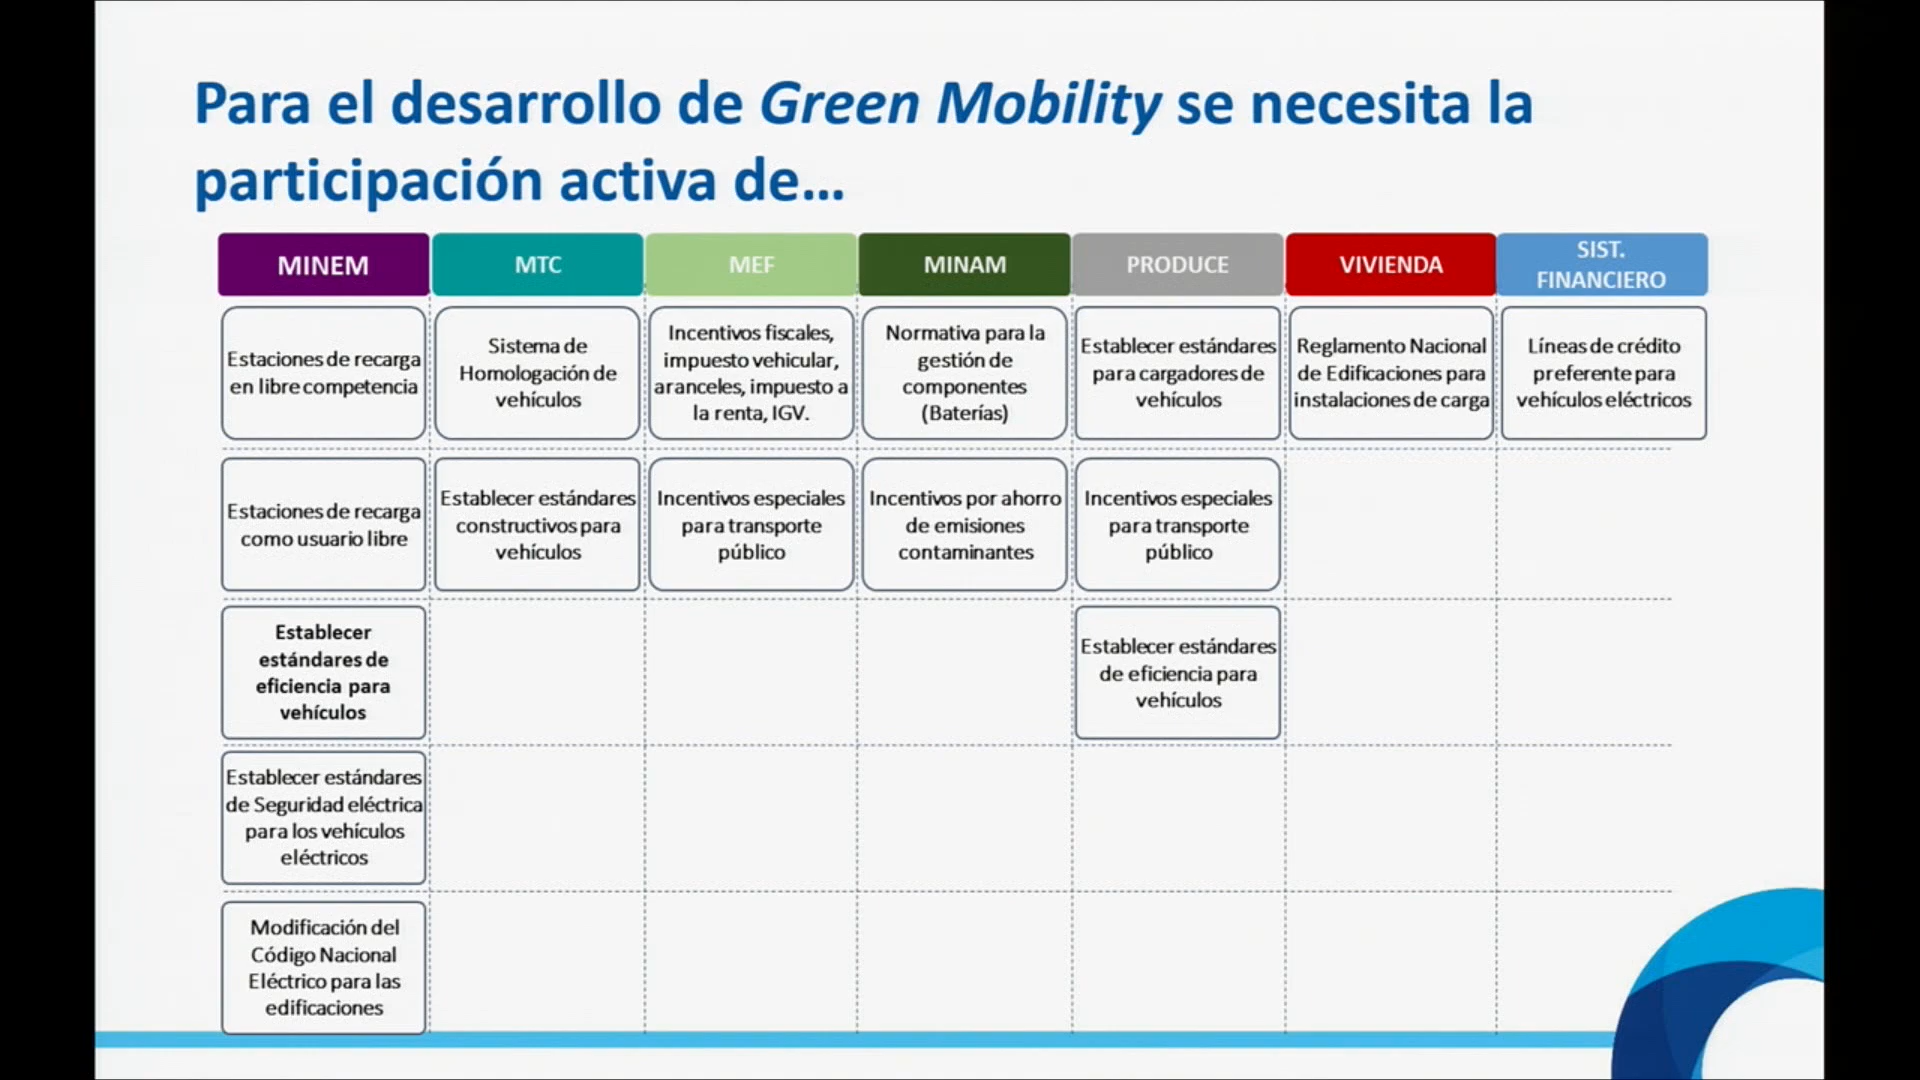 Para el desarrollo de Green Mobility se necesita la
participación activa de...
MINEM
MTC
MEF
MINAM
PRODUCE
VIVIENDA
SIST.
FINANCIERO
Estaciones de recarga
en libre competencia
Sistema de
Homologación de
vehículos
Incentivos fiscales,
impuesto vehicular,
aranceles, impuesto a
la renta, IGV.
Normativa para la
gestión de
componentes
(Baterías)
Establecer estándares
para cargadores de
vehículos
Reglamento Nacional
de Edificaciones para
instalaciones de carga
Líneas de crédito
preferente para
vehículos eléctricos
Estaciones de recarga
como usuario libre
Establecer estándares
constructivos para
vehículos
Incentivos especiales
para transporte
público
Incentivos por ahorro
de emisiones
contaminantes
Incentivos especiales
para transporte
público
Establecer
estándares de
eficiencia para
vehículos
Establecer estándares
de eficiencia para
vehículos
Establecer estándares
de Seguridad eléctrica
para los vehículos
eléctricos
Modificación del
Código Nacional
Eléctrico para las
edificaciones